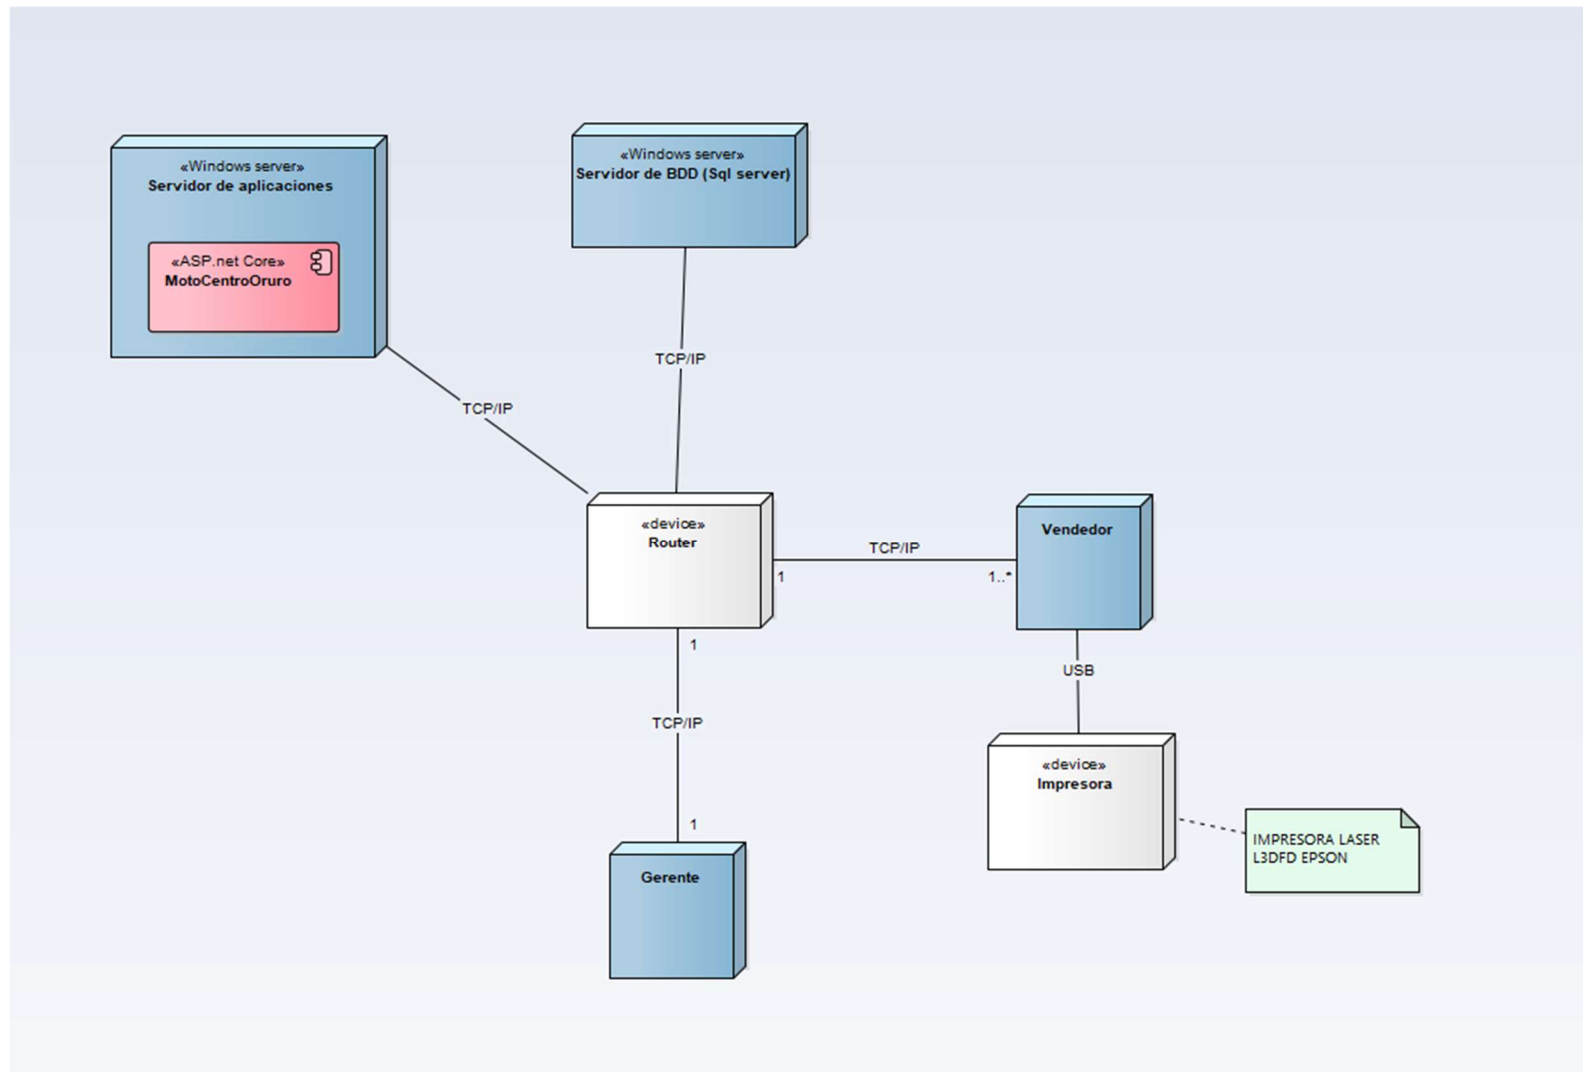 «Windows server»
Servidor de aplicaciones
«ASP.net Core»
MotoCentroOruro
«Windows server»
Servidor de BDD (Sql server)
TCP/IP
TCP/IP
«device»
Router
TCP/IP
1
1..*
Vendedor
USB
«device»
Impresora
IMPRESORA LASER
L3DFD EPSON
1
TCP/IP
1
Gerente